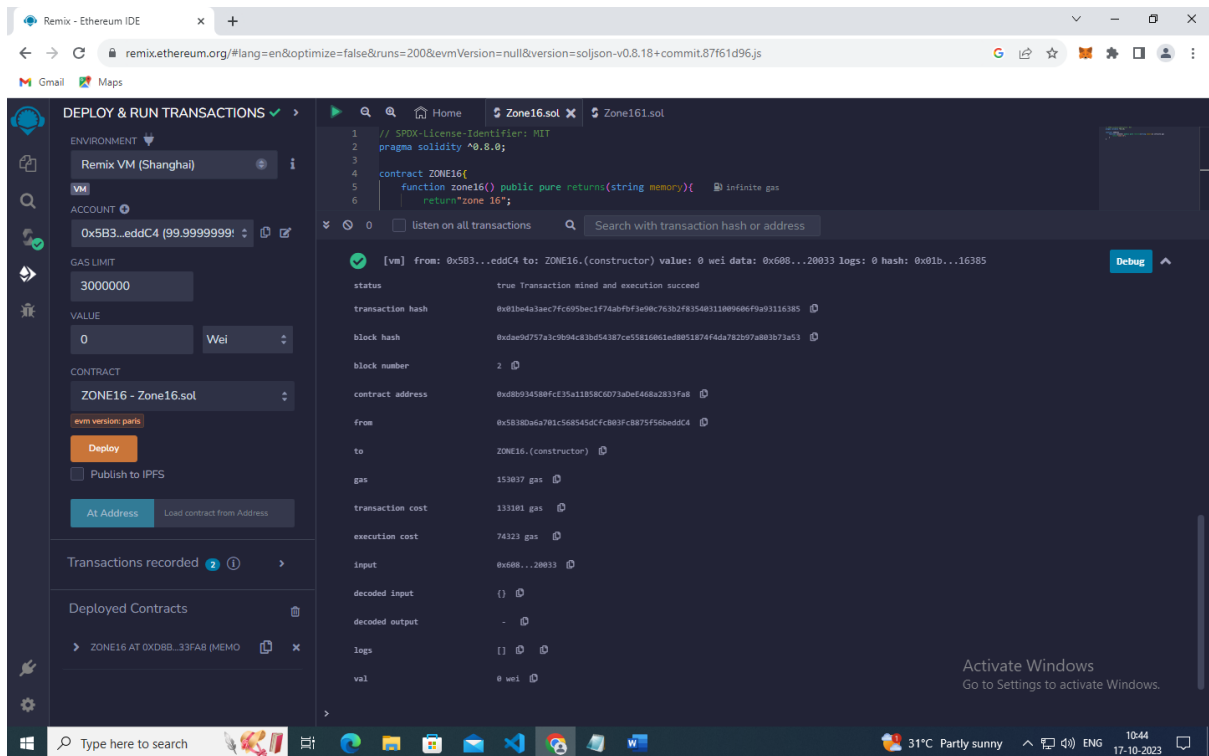 Remix - Ethereum IDE
remix.ethereum.org/#lang=en&optimize=false&runs=200&evmVersion=null&version=soljson-v0.8.18+commit.87f61d96.js
Gmail Maps
DEPLOY & RUN TRANSACTIONS
ENVIRONMENT
Remix VM (Shanghai)
VM
ACCOUNT
0x5B3...eddC4 (99.9999999
GAS LIMIT
3000000
VALUE
0 Wei
CONTRACT
ZONE16 - Zone16.sol
evm version: paris
Deploy
Publish to IPFS
At Address Load contract from Address
Transactions recorded 2
Deployed Contracts
ZONE16 AT 0XD8B...33FA8 (MEMO
Home Zone16.sol Zone161.sol
1 // SPDX-License-Identifier: MIT
2 pragma solidity ^0.8.0;
3
4 contract ZONE16{
5 function zone16() public pure returns(string memory){ infinite gas
6 return"zone 16";
0 listen on all transactions Search with transaction hash or address
[vm] from: 0x5B3...eddC4 to: ZONE16.(constructor) value: 0 wei data: 0x608...20033 logs: 0 hash: 0x01b...16385 Debug
status true Transaction mined and execution succeed
transaction hash 0x01be4a3aec7fc695bec1f74abfbf3e90c763b2f83540311009606f9a93116385
block hash 0xdae9d757a3c9b94c83bd54387ce55816061ed8051874f4da782b97a803b73a53
block number 2
contract address 0xd8b934580fcE35a11B58C6D73aDeE468a2833fa8
from 0x5B38Da6a701c568545dCfcB03FcB875f56beddC4
to ZONE16.(constructor)
gas 153037 gas
transaction cost 133101 gas
execution cost 74323 gas
input 0x608...20033
decoded input {}
decoded output -
logs []
val 0 wei
>
Activate Windows
Go to Settings to activate Windows.
Type here to search
31°C Partly sunny ENG 10:44
17-10-2023